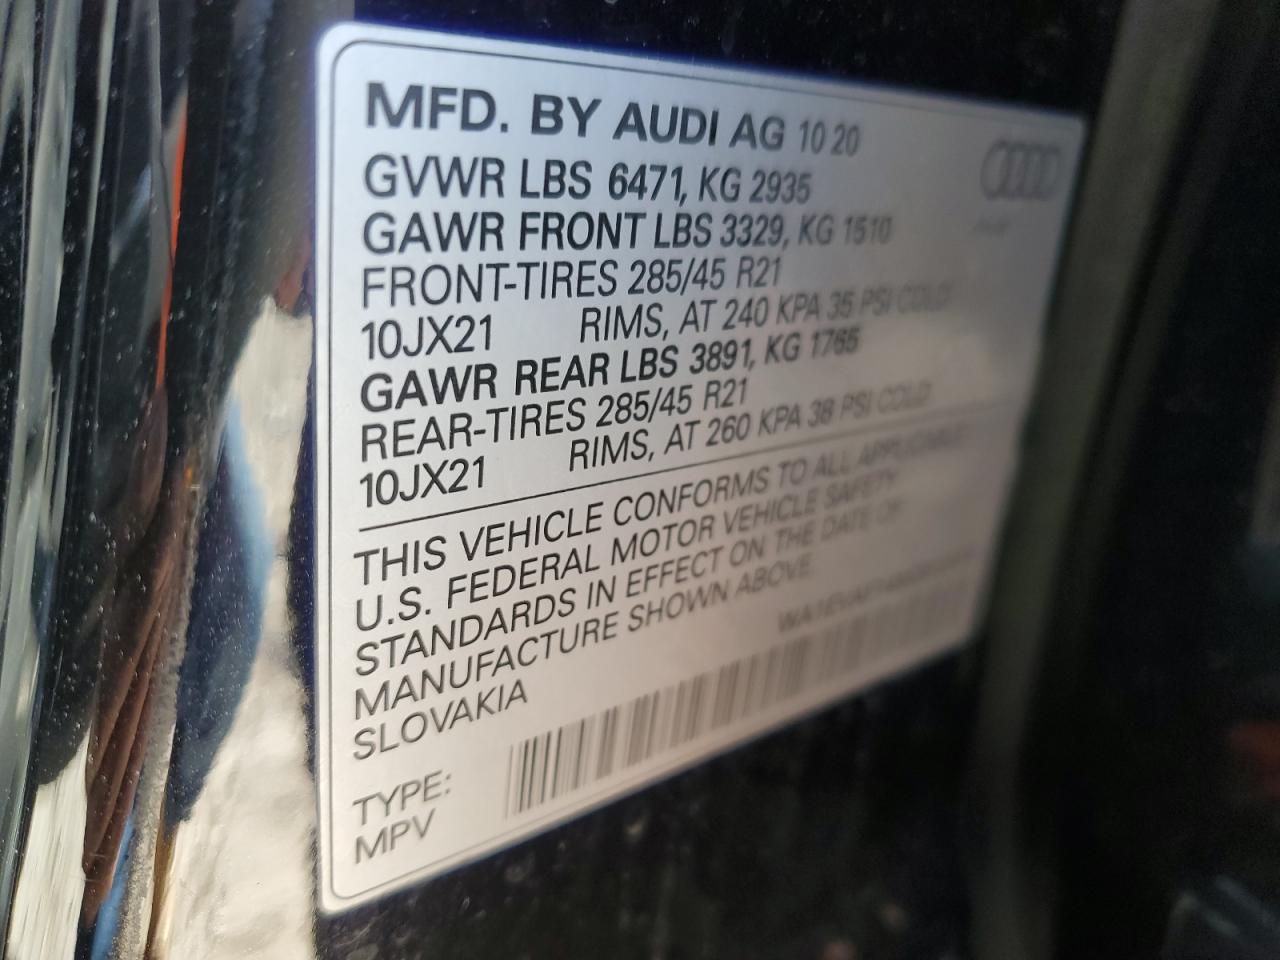 MFD. BY AUDI AG 10 20
GVWR LBS 6471, KG 2935
GAWR FRONT LBS 3329, KG 1510
FRONT-TIRES 285/45 R21
10JX21 RIMS, AT 240 KPA 35 PSI COLD
GAWR REAR LBS 3891, KG 1765
REAR-TIRES 285/45 R21
10JX21 RIMS, AT 260 KPA 38 PSI COLD
THIS VEHICLE CONFORMS TO ALL APPLICABLE
U.S. FEDERAL MOTOR VEHICLE SAFETY
STANDARDS IN EFFECT ON THE DATE OF
MANUFACTURE SHOWN ABOVE
SLOVAKIA
TYPE:
MPV